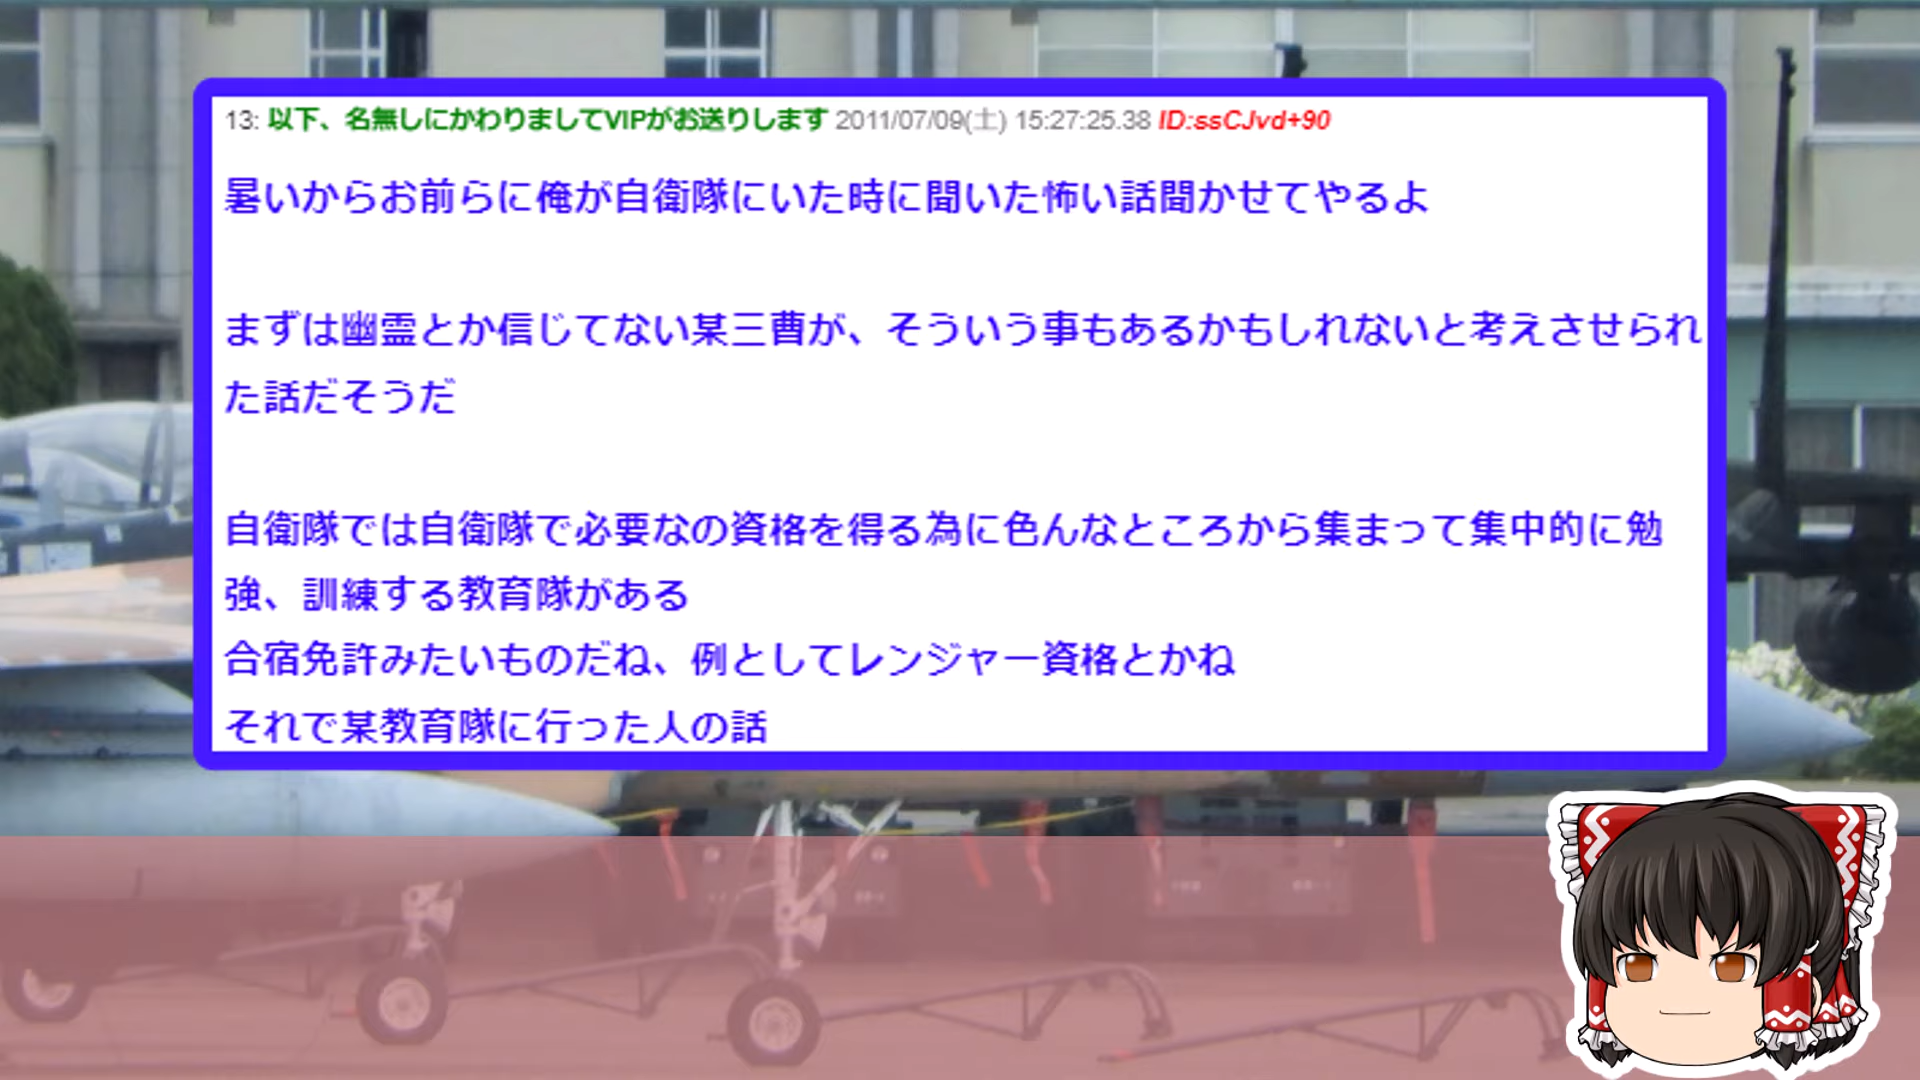 13: 以下、名無しにかわりましてVIPがお送りします 2011/07/09(土) 15:27:25.38 ID:ssCJvd+90
暑いからお前らに俺が自衛隊にいた時に聞いた怖い話聞かせてやるよ
まずは幽霊とか信じてない某三曹が、そういう事もあるかもしれないと考えさせられ
た話だそうだ
自衛隊では自衛隊で必要なの資格を得る為に色んなところから集まって集中的に勉
強、訓練する教育隊がある
合宿免許みたいものだね、例としてレンジャー資格とかね
それで某教育隊に行った人の話